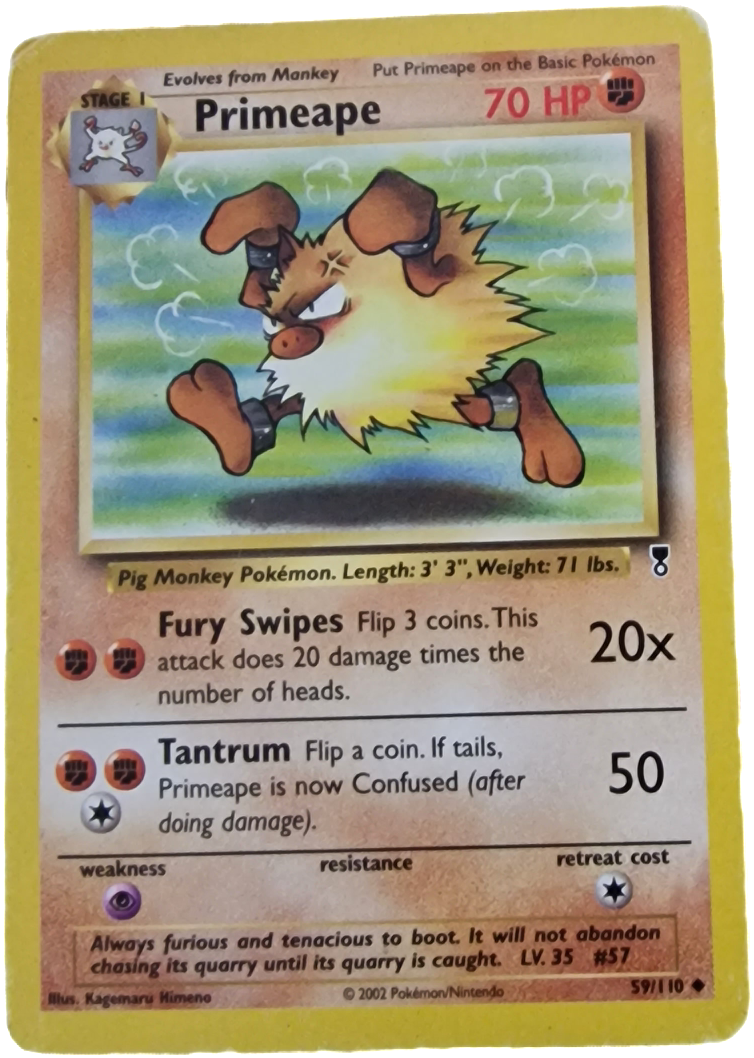 Evolves from Mankey
Put Primeape on the Basic Pokémon
STAGE 1
Primeape
70 HP
Pig Monkey Pokémon. Length: 3' 3", Weight: 71 lbs.
Fury Swipes Flip 3 coins. This
attack does 20 damage times the
number of heads.
20x
Tantrum Flip a coin. If tails,
Primeape is now Confused (after
doing damage).
50
weakness
resistance
retreat cost
Always furious and tenacious to boot. It will not abandon
chasing its quarry until its quarry is caught. LV. 35 #57
Illus. Kagemaru Himeno
© 2002 Pokémon/Nintendo
59/110